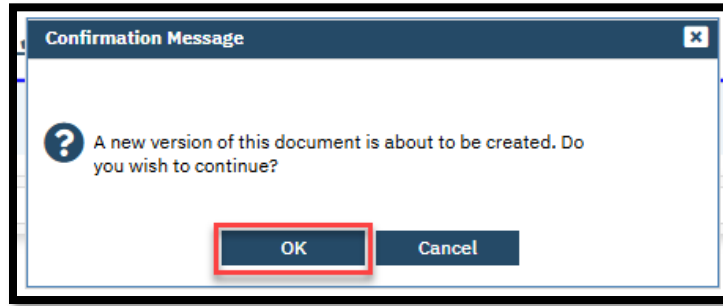 Confirmation Message
A new version of this document is about to be created. Do
you wish to continue?
OK Cancel